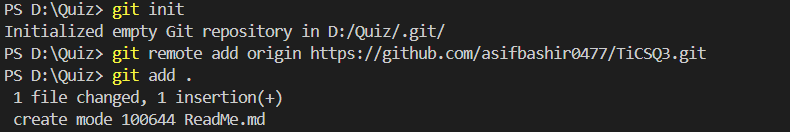 PS D:\Quiz> git init
Initialized empty Git repository in D:/Quiz/.git/
PS D:\Quiz> git remote add origin https://github.com/asifbashir0477/TiCSQ3.git
PS D:\Quiz> git add .
 1 file changed, 1 insertion(+)
 create mode 100644 ReadMe.md